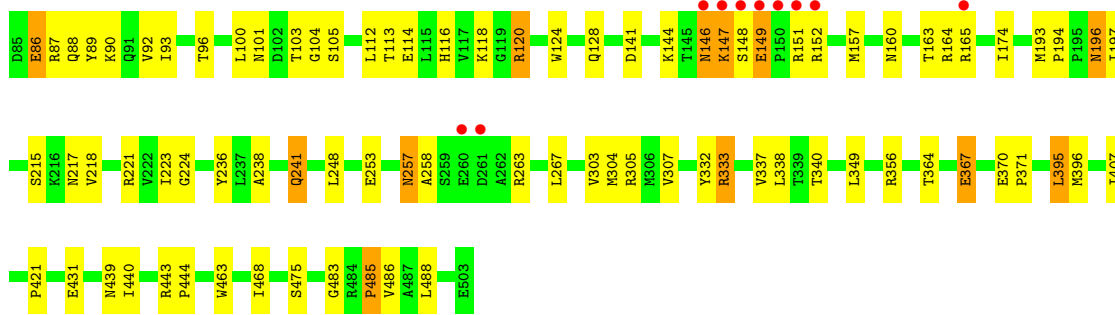 D85 E86 R87 Q88 Y89 K90 Q91 V92 I93 T96 L100 N101 D102 T103 G104 S105 L112 T113 E114 L115 H116 V117 K118 G119 R120 W124 Q128 D141 K144 T145 N146 K147 S148 E149 P150 R151 R152 M157 N160 T163 R164 R165 I174 M193 P194 P195 N196
S215 K216 N217 V218 R221 V222 I223 G224 Y236 L237 A238 Q241 L248 E253 N257 A258 S259 E260 D261 A262 R263 L267 V303 M304 R305 M306 V307 Y332 R333 V337 L338 T339 T340 L349 R356 T364 E367 E370 P371 L395 M396
P421 E431 N439 I440 R443 P444 W463 I468 S475 G483 R484 P485 V486 A487 L488 E503